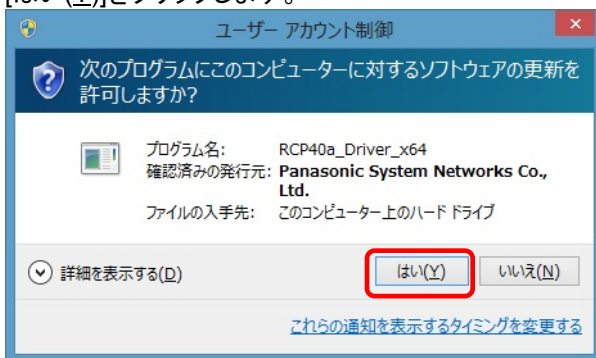 [はい (Y)]をクリックします。
ユーザー アカウント制御
次のプログラムにこのコンピューターに対するソフトウェアの更新を
許可しますか?
プログラム名: RCP40a_Driver_x64
確認済みの発行元: Panasonic System Networks Co.,
Ltd.
ファイルの入手先: このコンピューター上のハード ドライブ
詳細を表示する(D) はい(Y) いいえ(N)
これらの通知を表示するタイミングを変更する